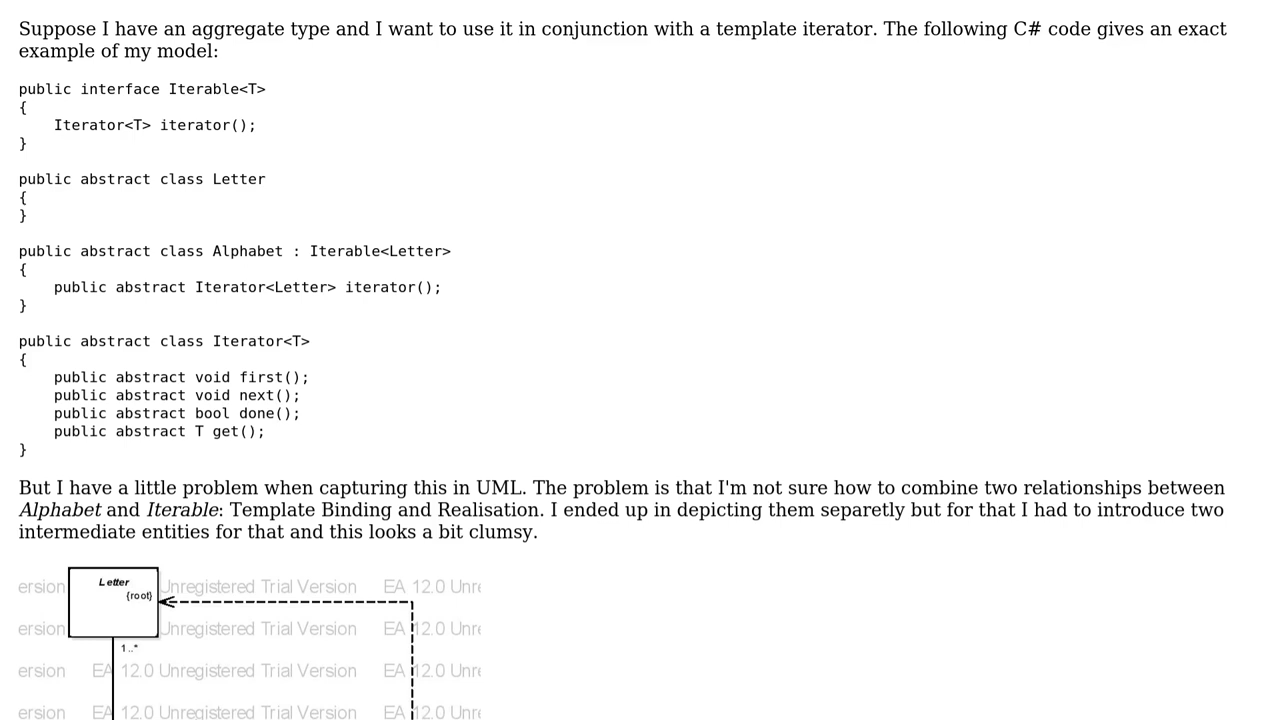 Suppose I have an aggregate type and I want to use it in conjunction with a template iterator. The following C# code gives an exact
example of my model:
public interface Iterable<T>
{
    Iterator<T> iterator();
}
public abstract class Letter
{
}
public abstract class Alphabet : Iterable<Letter>
{
    public abstract Iterator<Letter> iterator();
}
public abstract class Iterator<T>
{
    public abstract void first();
    public abstract void next();
    public abstract bool done();
    public abstract T get();
}
But I have a little problem when capturing this in UML. The problem is that I'm not sure how to combine two relationships between
Alphabet and Iterable: Template Binding and Realisation. I ended up in depicting them separetly but for that I had to introduce two
intermediate entities for that and this looks a bit clumsy.
Letter
ersion Unregistered Trial Version EA 12.0 Unre
{root}
ersion Unregistered Trial Version EA 12.0 Unre
1..*
ersion EA 12.0 Unregistered Trial Version EA 12.0 Unre
ersion EA 12.0 Unregistered Trial Version EA 12.0 Unre